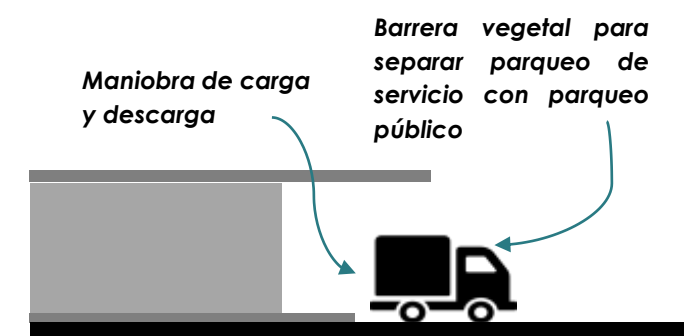 Maniobra de carga
y descarga
Barrera vegetal para
separar parqueo de
servicio con parqueo
público